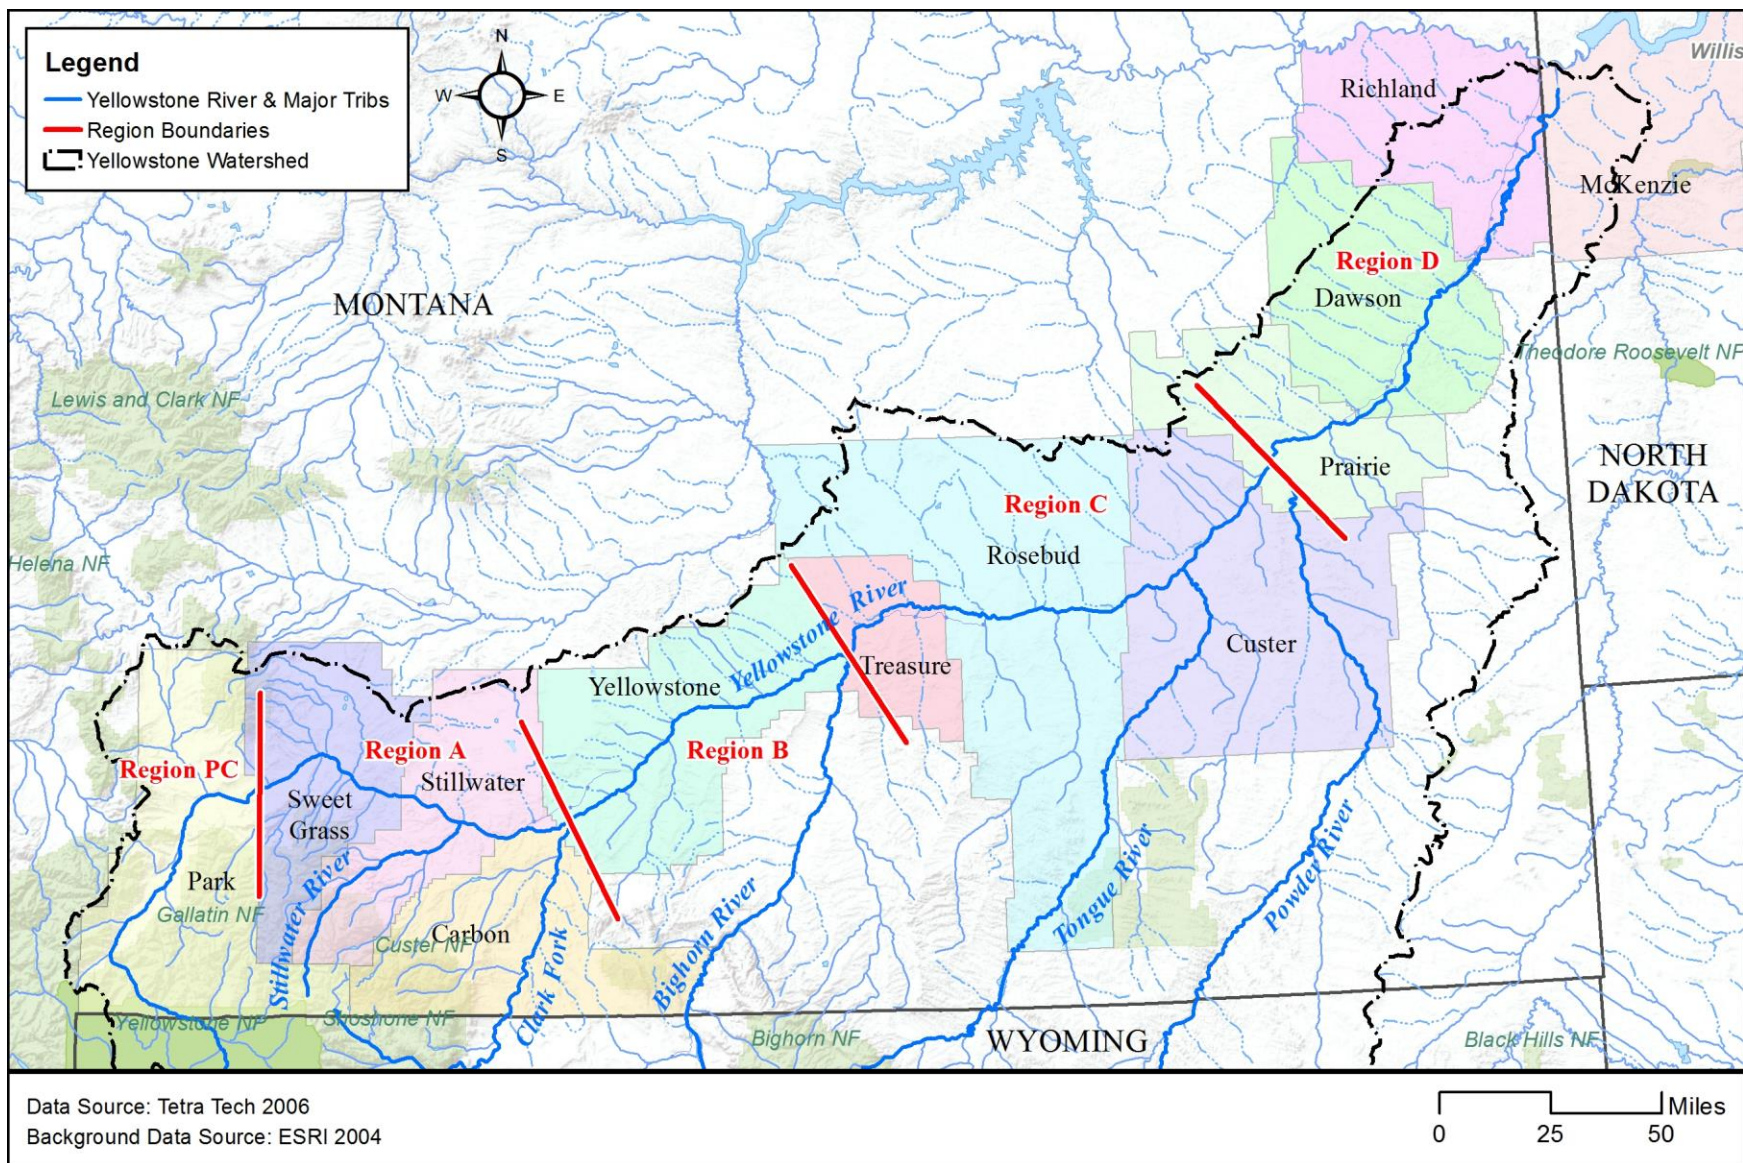 Legend
Yellowstone River & Major Tribs
Region Boundaries
Yellowstone Watershed
N
W
E
S
Willis
Richland
McKenzie
Region D
Dawson
MONTANA
Theodore Roosevelt NP
Lewis and Clark NF
NORTH
DAKOTA
Prairie
Region C
Rosebud
Helena NF
Yellowstone River
Custer
Treasure
Yellowstone
Region B
Region A
Region PC
Stillwater
Sweet
Grass
Park
Gallatin NF
Stillwater River
Carbon
Custer NF
Clark Fork
Bighorn River
Tongue River
Powder River
Yellowstone NP
Shoshone NF
Bighorn NF
WYOMING
Black Hills NF
Data Source: Tetra Tech 2006
Background Data Source: ESRI 2004
Miles
0 25 50